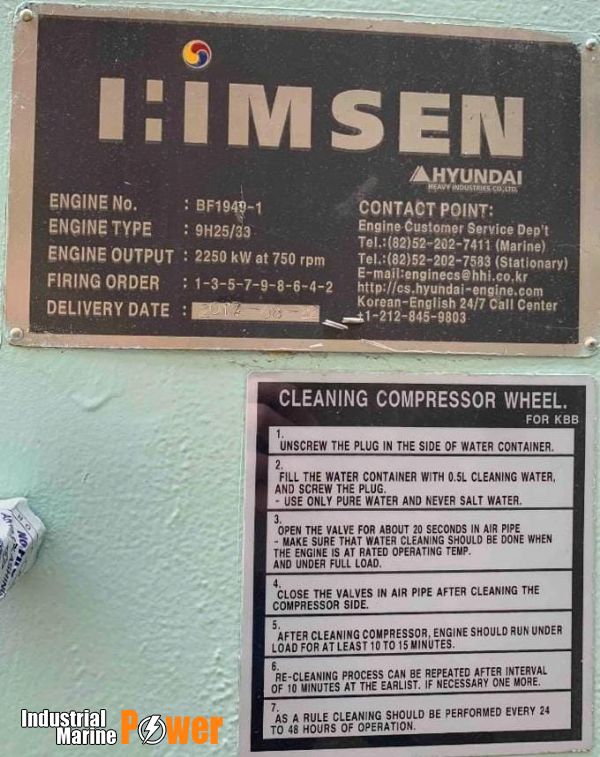 HIMSEN
HYUNDAI
HEAVY INDUSTRIES CO.,LTD.
ENGINE No. : BF1949-1
ENGINE TYPE : 9H25/33
ENGINE OUTPUT : 2250 kW at 750 rpm
FIRING ORDER : 1-3-5-7-9-8-6-4-2
DELIVERY DATE :
CONTACT POINT:
Engine Customer Service Dep't
Tel.:(82)52-202-7411 (Marine)
Tel.:(82)52-202-7583 (Stationary)
E-mail:enginecs@hhi.co.kr
http://cs.hyundai-engine.com
Korean-English 24/7 Call Center
+1-212-845-9803
CLEANING COMPRESSOR WHEEL.
FOR KBB
1.
UNSCREW THE PLUG IN THE SIDE OF WATER CONTAINER.
2.
FILL THE WATER CONTAINER WITH 0.5L CLEANING WATER,
AND SCREW THE PLUG.
- USE ONLY PURE WATER AND NEVER SALT WATER.
3.
OPEN THE VALVE FOR ABOUT 20 SECONDS IN AIR PIPE
- MAKE SURE THAT WATER CLEANING SHOULD BE DONE WHEN
THE ENGINE IS AT RATED OPERATING TEMP.
AND UNDER FULL LOAD.
4.
CLOSE THE VALVES IN AIR PIPE AFTER CLEANING THE
COMPRESSOR SIDE.
5.
AFTER CLEANING COMPRESSOR, ENGINE SHOULD RUN UNDER
LOAD FOR AT LEAST 10 TO 15 MINUTES.
6.
RE-CLEANING PROCESS CAN BE REPEATED AFTER INTERVAL
OF 10 MINUTES AT THE EARLIST. IF NECESSARY ONE MORE.
7.
AS A RULE CLEANING SHOULD BE PERFORMED EVERY 24
TO 48 HOURS OF OPERATION.
Industrial
Marine Power